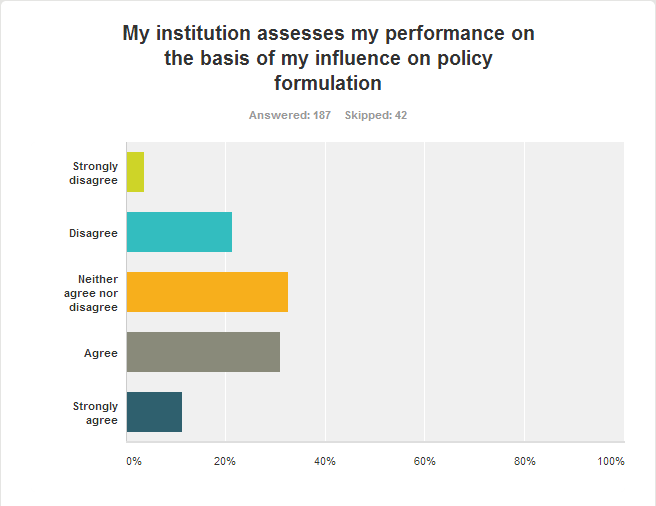 My institution assesses my performance on
the basis of my influence on policy
formulation
Answered: 187 Skipped: 42
Strongly
disagree
Disagree
Neither
agree nor
disagree
Agree
Strongly
agree
0% 20% 40% 60% 80% 100%